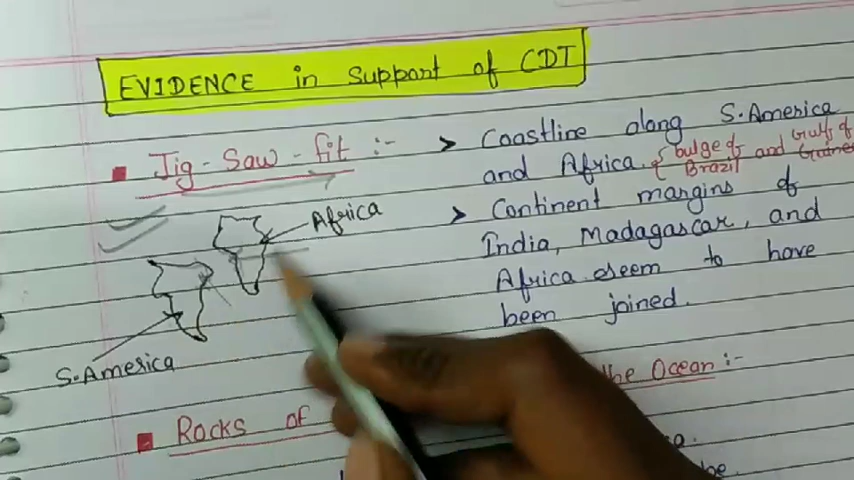 EVIDENCE in Support of CDT
Jig-Saw-fit :-
> Coastline along S.America
and Africa. { bulge of Brazil and Gulf of Guinea
> Continent margins of
India, Madagascar, and
Africa seem to have
been joined.
Africa
S.America
Rocks of the Ocean :-
be